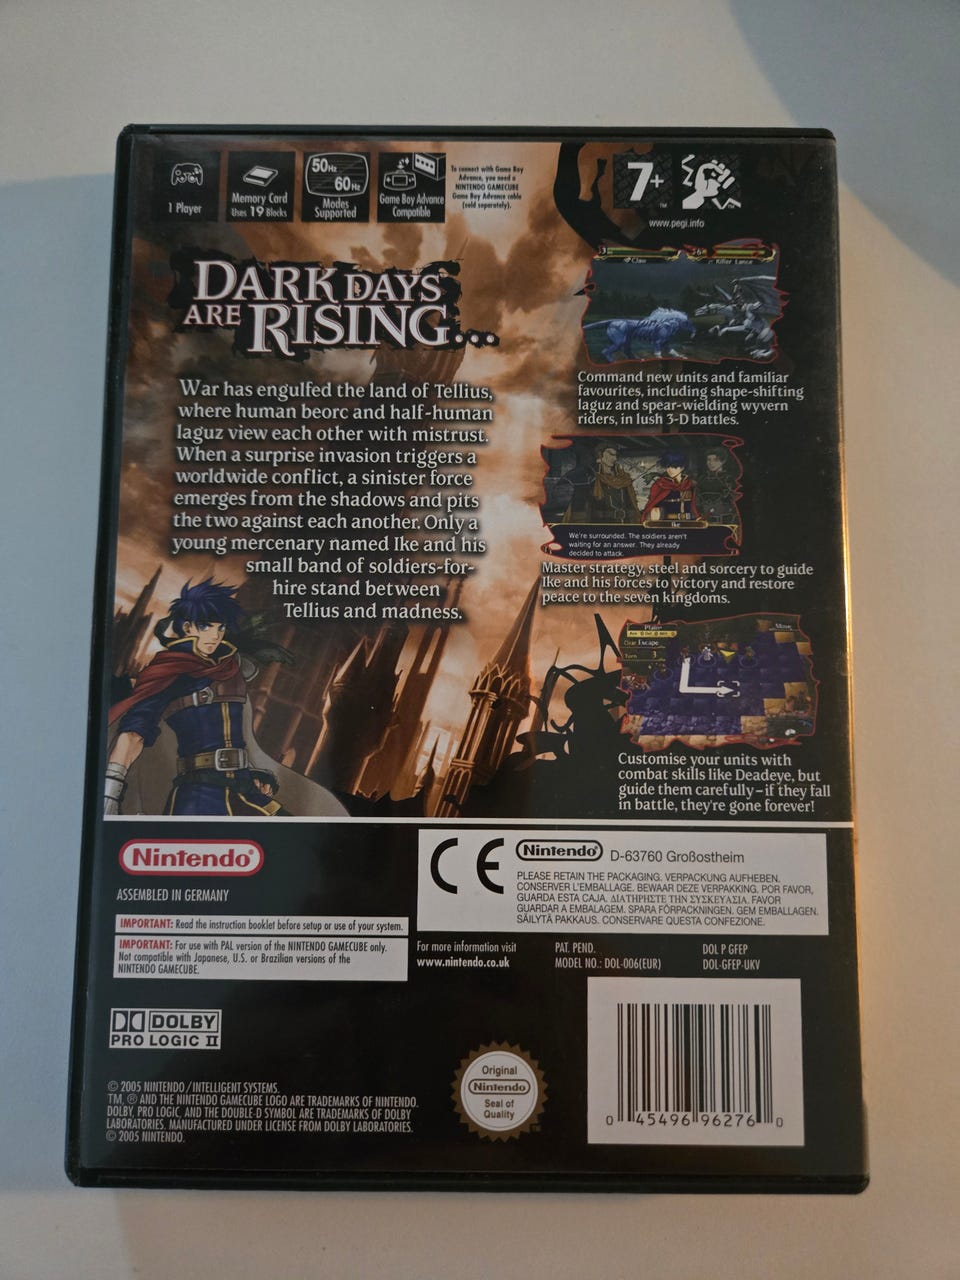 1 Player
Memory Card
Uses 19 Blocks
50Hz
60Hz
Modes
Supported
Game Boy Advance
Compatible
To connect with Game Boy
Advance, you need a
NINTENDO GAMECUBE
Game Boy Advance cable
(sold separately).
7+
™
™
www.pegi.info
DARK DAYS
ARE RISING...
War has engulfed the land of Tellius,
where human beorc and half-human
laguz view each other with mistrust.
When a surprise invasion triggers a
worldwide conflict, a sinister force
emerges from the shadows and pits
the two against each another. Only a
young mercenary named Ike and his
small band of soldiers-for-
hire stand between
Tellius and madness.
Claw
Killer Lance
Command new units and familiar
favourites, including shape-shifting
laguz and spear-wielding wyvern
riders, in lush 3-D battles.
Ike
We're surrounded. The soldiers aren't
waiting for an answer. They already
decided to attack.
Master strategy, steel and sorcery to guide
Ike and his forces to victory and restore
peace to the seven kingdoms.
Plain
Move
Escape
Turn 3
Customise your units with
combat skills like Deadeye, but
guide them carefully – if they fall
in battle, they're gone forever!
Nintendo®
ASSEMBLED IN GERMANY
IMPORTANT: Read the instruction booklet before setup or use of your system.
IMPORTANT: For use with PAL version of the NINTENDO GAMECUBE only.
Not compatible with Japanese, U.S. or Brazilian versions of the
NINTENDO GAMECUBE.
CE
Nintendo® D-63760 Großostheim
PLEASE RETAIN THE PACKAGING. VERPACKUNG AUFHEBEN.
CONSERVER L'EMBALLAGE. BEWAAR DEZE VERPAKKING. POR FAVOR,
GUARDA ESTA CAJA. ΔΙΑΤΗΡΗΣΤΕ ΤΗΝ ΣΥΣΚΕΥΑΣΙΑ. FAVOR
GUARDAR A EMBALAGEM. SPARA FÖRPACKNINGEN. GEM EMBALLAGEN.
SÄILYTÄ PAKKAUS. CONSERVARE QUESTA CONFEZIONE.
For more information visit
www.nintendo.co.uk
PAT. PEND.
MODEL NO.: DOL-006(EUR)
DOL P GFEP
DOL-GFEP-UKV
DOLBY
PRO LOGIC II
© 2005 NINTENDO / INTELLIGENT SYSTEMS.
TM, ® AND THE NINTENDO GAMECUBE LOGO ARE TRADEMARKS OF NINTENDO.
DOLBY, PRO LOGIC, AND THE DOUBLE-D SYMBOL ARE TRADEMARKS OF DOLBY
LABORATORIES. MANUFACTURED UNDER LICENSE FROM DOLBY LABORATORIES.
© 2005 NINTENDO.
Original
Nintendo
Seal of
Quality
0 45496 96276 0